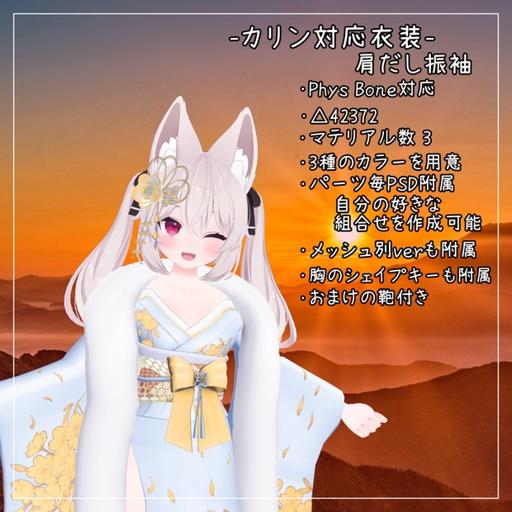 -カリン対応衣装-
肩だし振袖
・Phys Bone対応
・△42372
・マテリアル数 3
・3種のカラーを用意
・パーツ毎PSD附属
自分の好きな
組合せを作成可能
・メッシュ別verも附属
・胸のシェイプキーも附属
・おまけの鞄付き